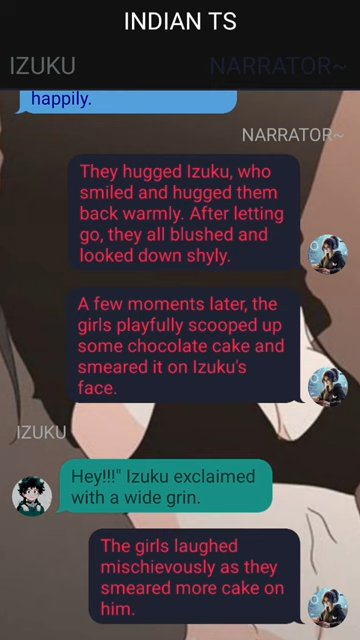 INDIAN TS
IZUKU
NARRATOR~
happily.
NARRATOR~
They hugged Izuku, who
smiled and hugged them
back warmly. After letting
go, they all blushed and
looked down shyly.
A few moments later, the
girls playfully scooped up
some chocolate cake and
smeared it on Izuku's
face.
IZUKU
Hey!!!" Izuku exclaimed
with a wide grin.
The girls laughed
mischievously as they
smeared more cake on
him.